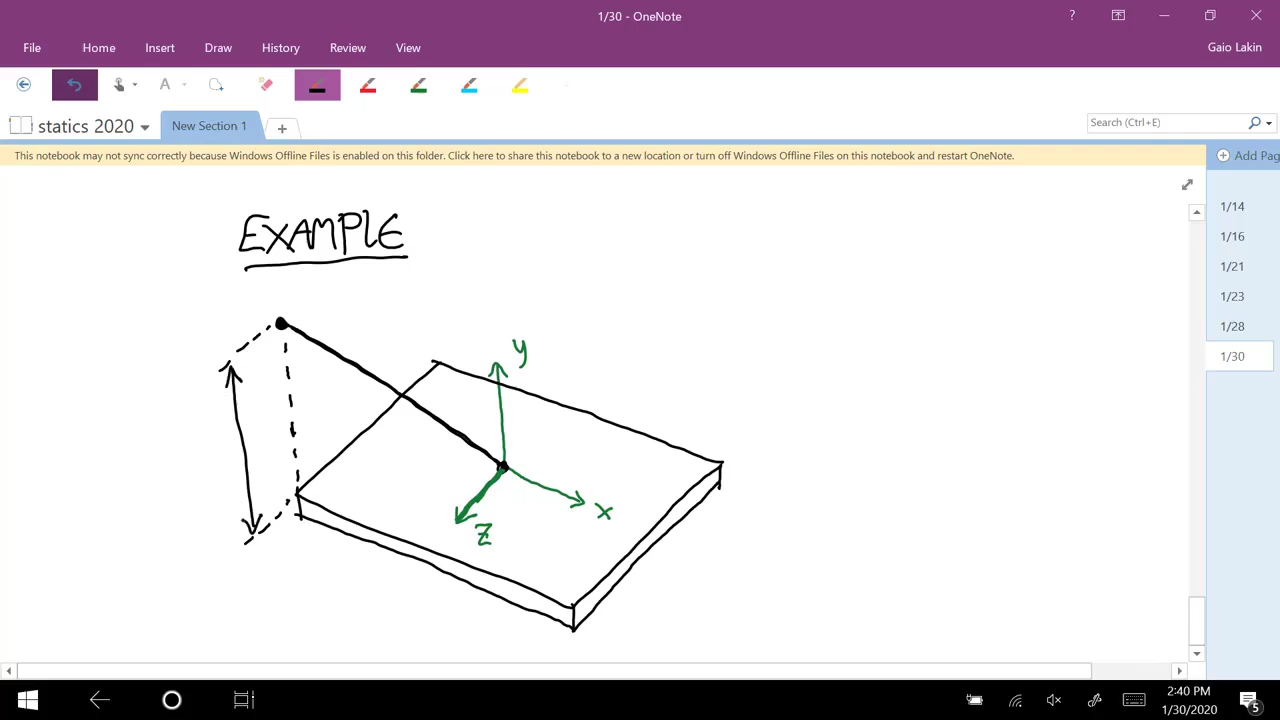 1/30 - OneNote
?
File Home Insert Draw History Review View
Gaio Lakin
A
statics 2020
New Section 1
+
Search (Ctrl+E)
This notebook may not sync correctly because Windows Offline Files is enabled on this folder. Click here to share this notebook to a new location or turn off Windows Offline Files on this notebook and restart OneNote.
Add Pag
1/14
1/16
1/21
1/23
1/28
1/30
EXAMPLE
y
x
z
2:40 PM
1/30/2020
5